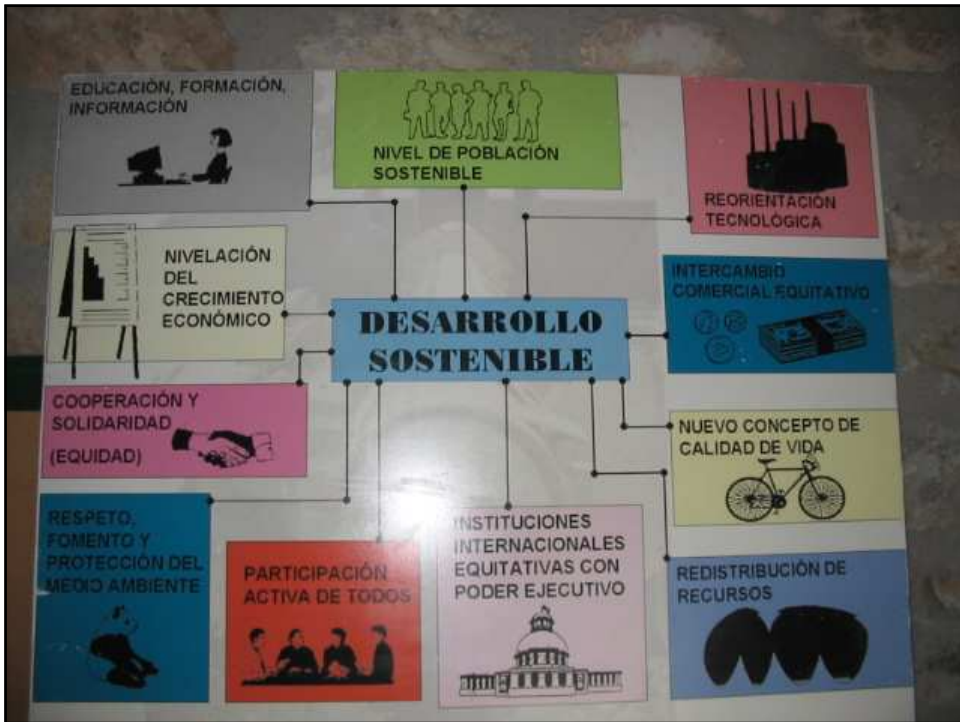 EDUCACIÓN, FORMACIÓN,
INFORMACIÓN
NIVEL DE POBLACIÓN
SOSTENIBLE
REORIENTACIÓN
TECNOLÓGICA
NIVELACIÓN
DEL
CRECIMIENTO
ECONÓMICO
INTERCAMBIO
COMERCIAL EQUITATIVO
DESARROLLO
SOSTENIBLE
COOPERACIÓN Y
SOLIDARIDAD
(EQUIDAD)
NUEVO CONCEPTO DE
CALIDAD DE VIDA
RESPETO,
FOMENTO Y
PROTECCIÓN DEL
MEDIO AMBIENTE
PARTICIPACIÓN
ACTIVA DE TODOS
INSTITUCIONES
INTERNACIONALES
EQUITATIVAS CON
PODER EJECUTIVO
REDISTRIBUCIÓN DE
RECURSOS